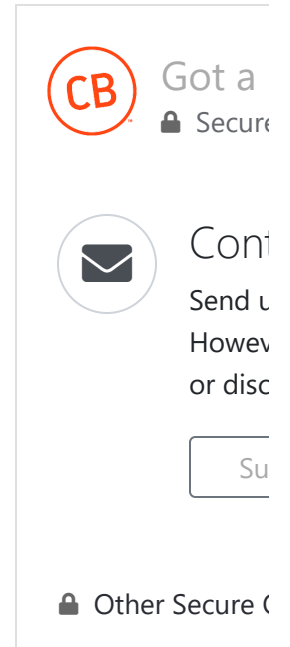 CB
Got a
Secure
Cont
Send u
Howev
or disc
Su
Other Secure